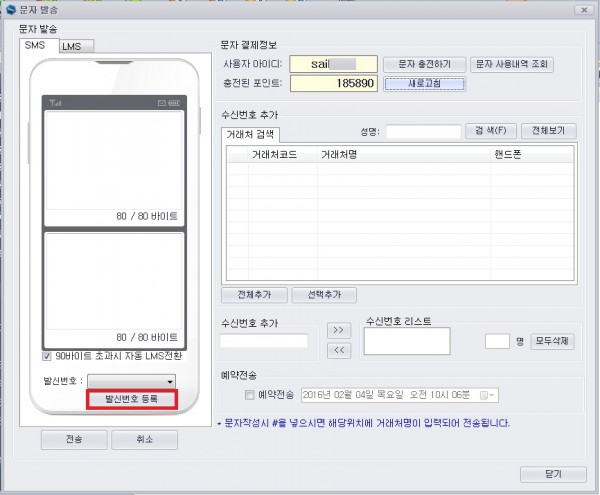 문자 발송
문자 발송
SMS LMS
80 / 80 바이트
80 / 80 바이트
90바이트 초과시 자동 LMS전환
발신번호 :
발신번호 등록
전송 취소
문자 결제정보
사용자 아이디: sail 문자 충전하기 문자 사용내역 조회
충전된 포인트: 185890 새로고침
수신번호 추가
거래처 검색 성명: 검 색(F) 전체보기
거래처코드 거래처명 핸드폰
전체추가 선택추가
수신번호 추가 수신번호 리스트
>>
<<
명 모두삭제
예약전송
예약전송 2016년 02월 04일 목요일 오전 10시 06분
* 문자작성시 #을 넣으시면 해당위치에 거래처명이 입력되어 전송됩니다.
닫기